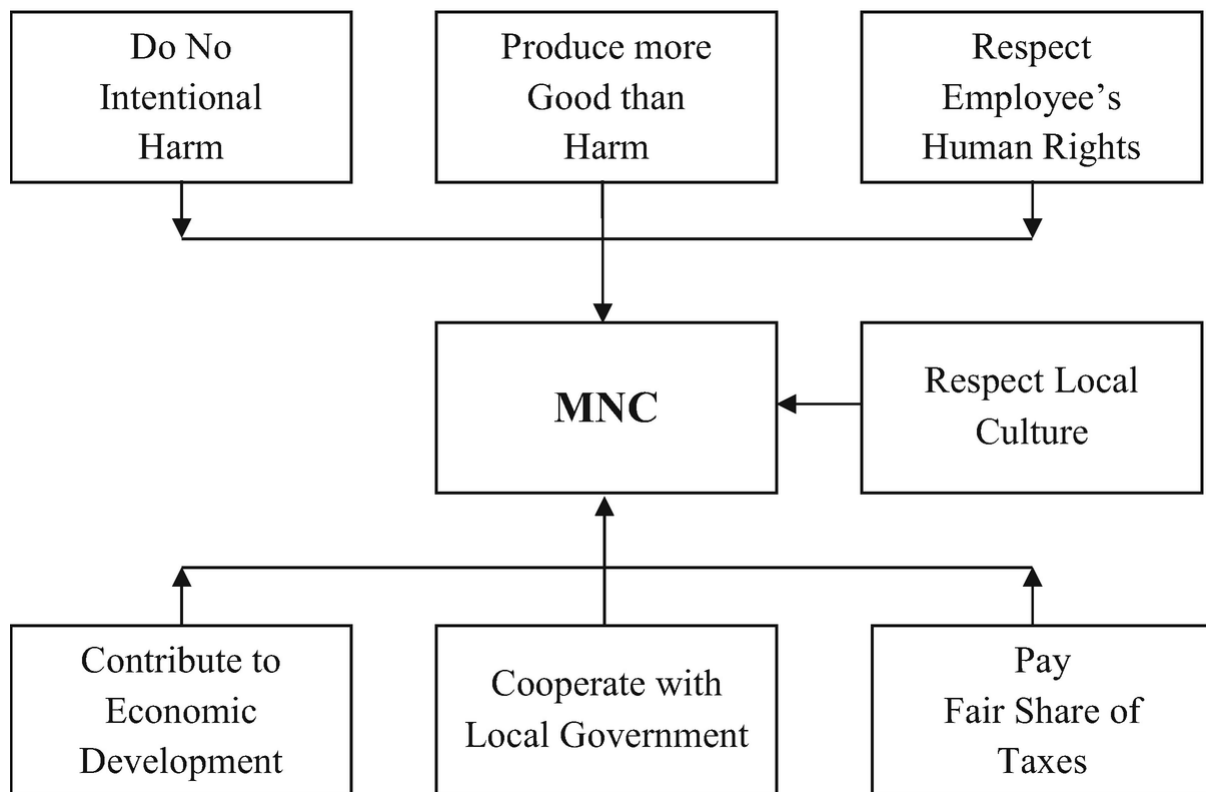 Do No
Intentional
Harm
Produce more
Good than
Harm
Respect
Employee’s
Human Rights
MNC
Respect Local
Culture
Contribute to
Economic
Development
Cooperate with
Local Government
Pay
Fair Share of
Taxes